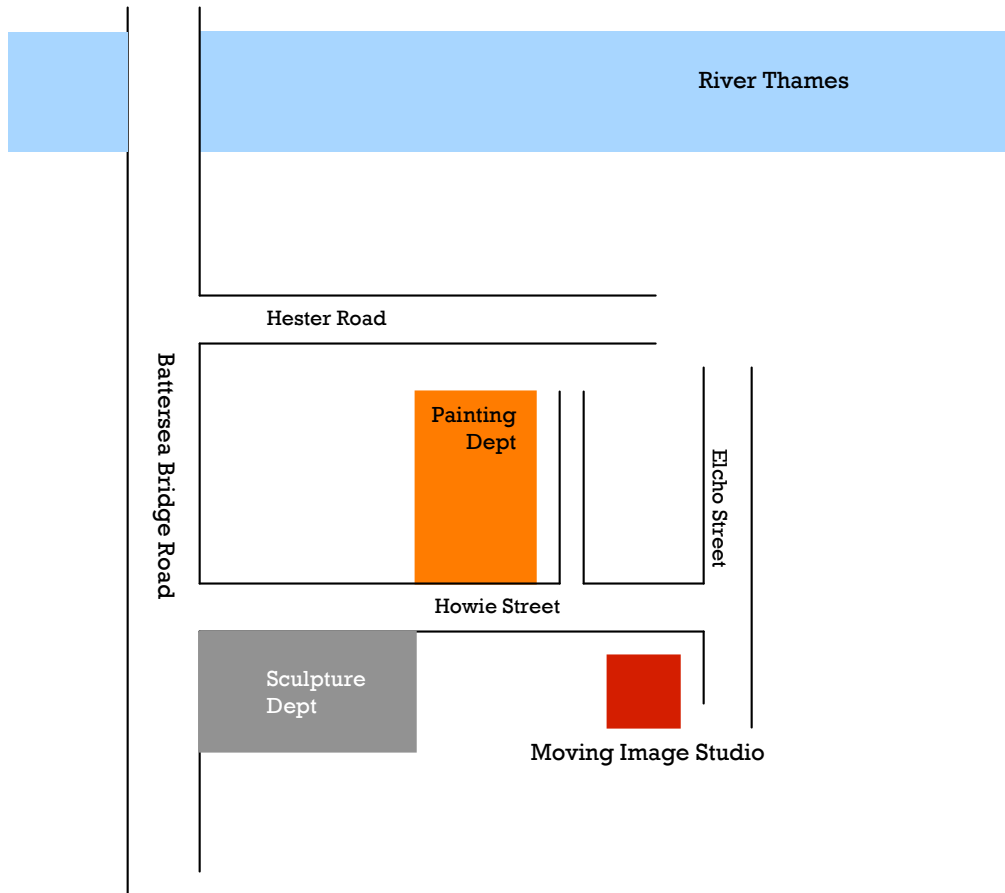 River Thames
Hester Road
Battersea Bridge Road
Painting
Dept
Elcho Street
Howie Street
Sculpture
Dept
Moving Image Studio